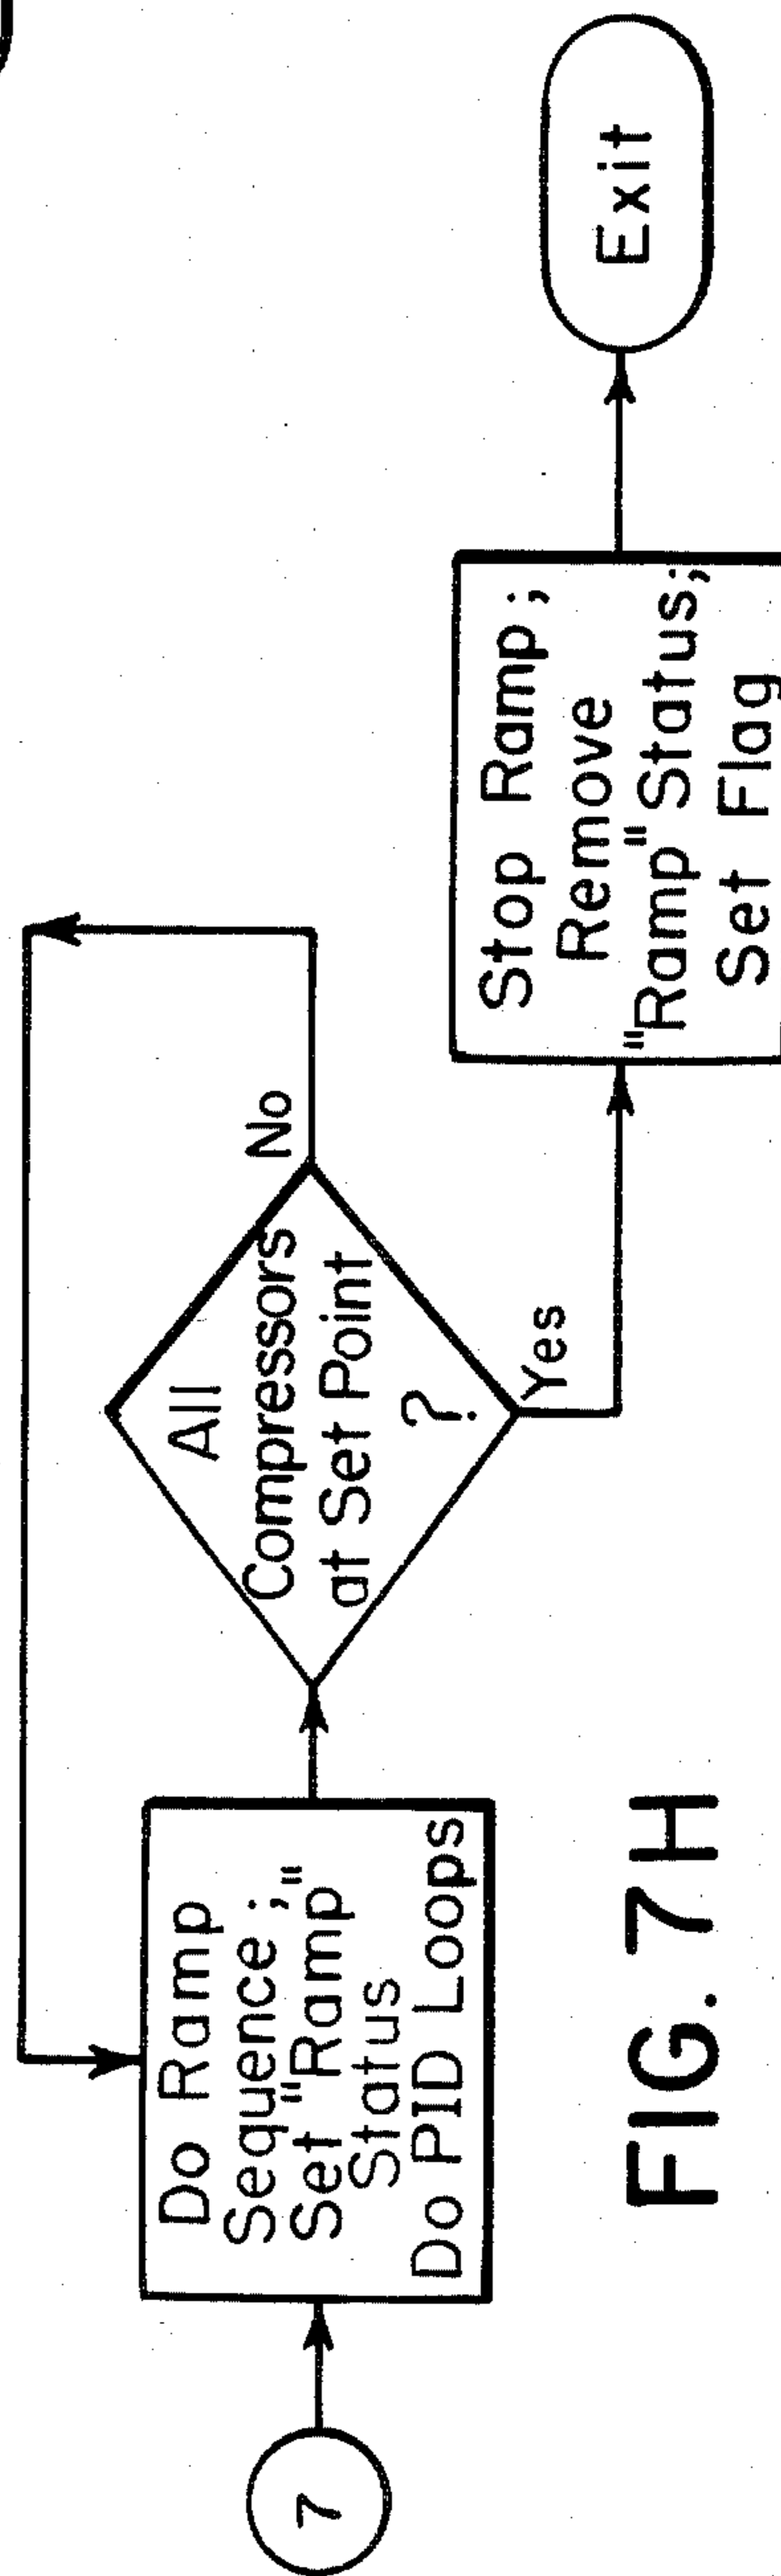 7
Do Ramp
Sequence;
Set "Ramp"
Status
Do PID Loops
All
Compressors
at Set Point
?
No
Yes
Stop Ramp;
Remove
"Ramp" Status;
Set Flag
Exit
FIG. 7H